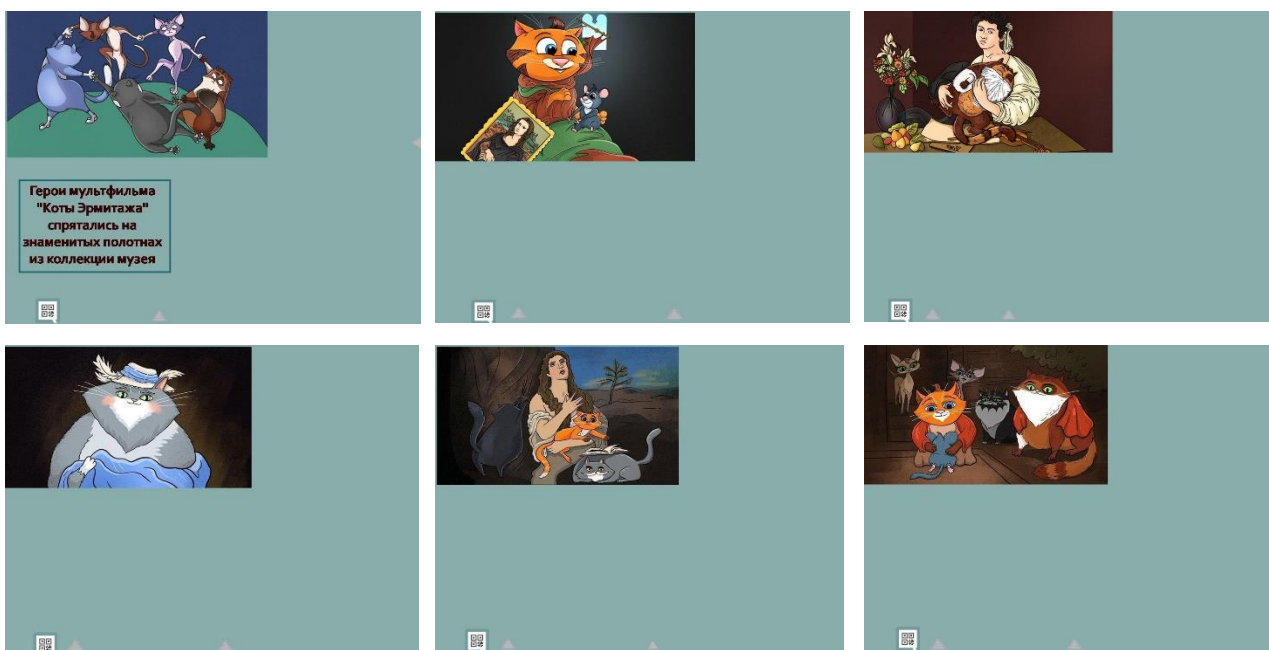 Герои мультфильма
"Коты Эрмитажа"
спрятались на
знаменитых полотнах
из коллекции музея